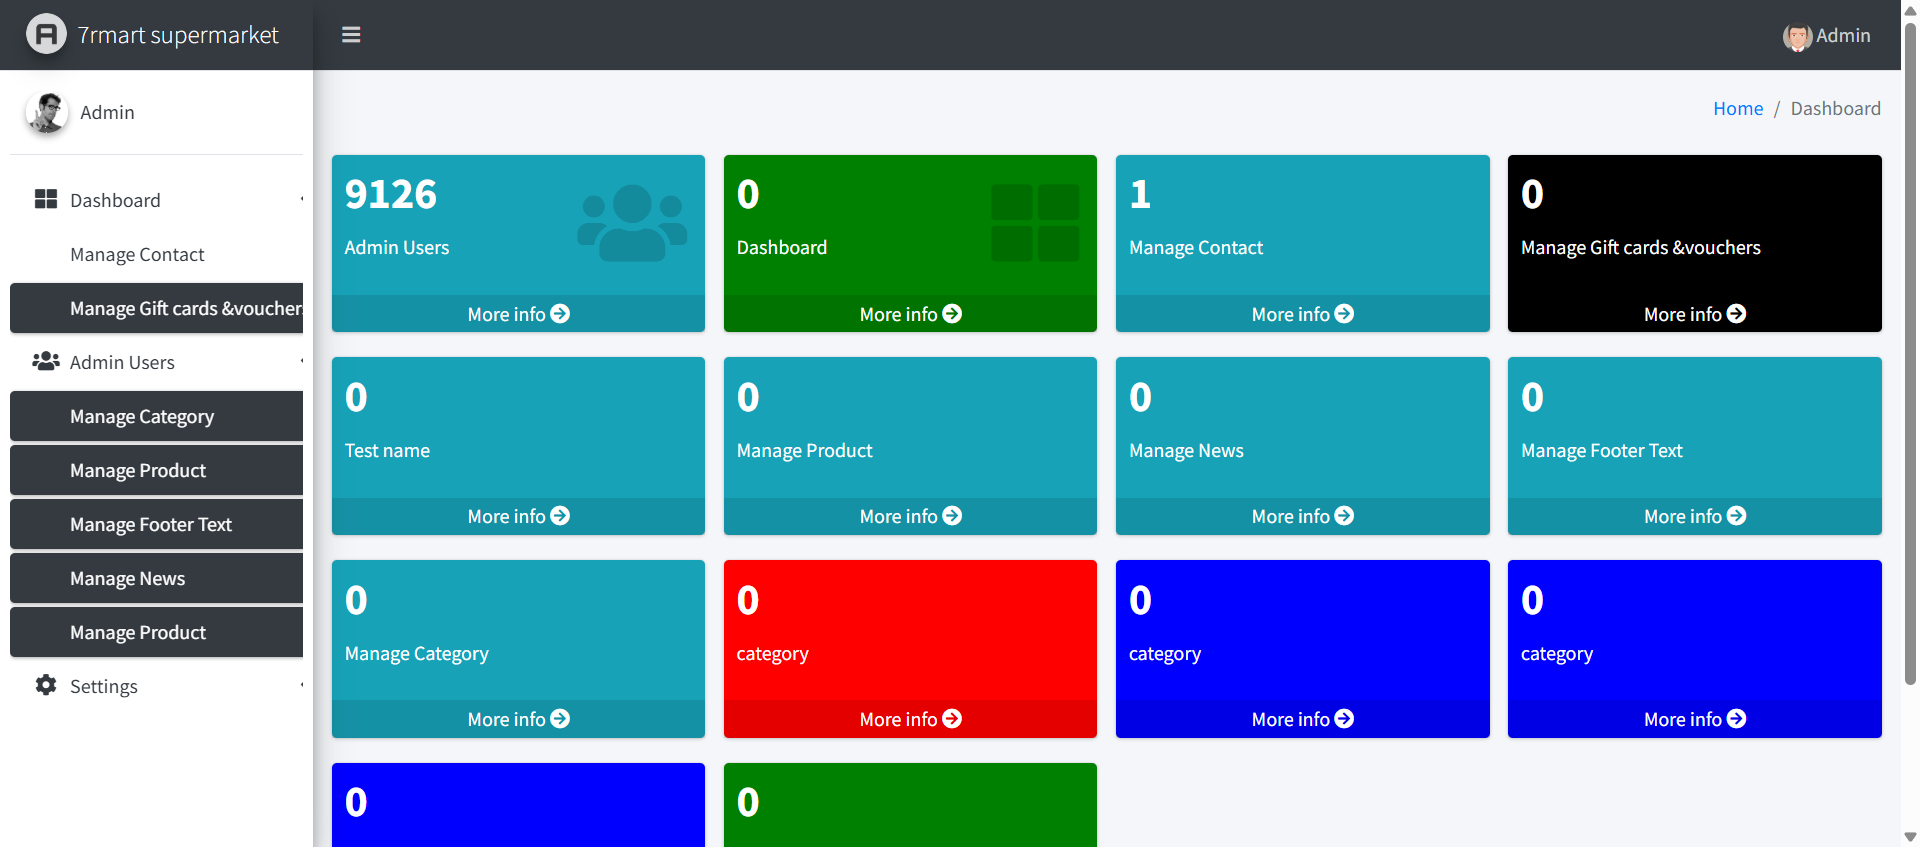 7rmart supermarket
Admin
Admin
Home / Dashboard
Dashboard
Manage Contact
Manage Gift cards &voucher
Admin Users
Manage Category
Manage Product
Manage Footer Text
Manage News
Manage Product
Settings
9126
Admin Users
More info
0
Dashboard
More info
1
Manage Contact
More info
0
Manage Gift cards &vouchers
More info
0
Test name
More info
0
Manage Product
More info
0
Manage News
More info
0
Manage Footer Text
More info
0
Manage Category
More info
0
category
More info
0
category
More info
0
category
More info
0
0